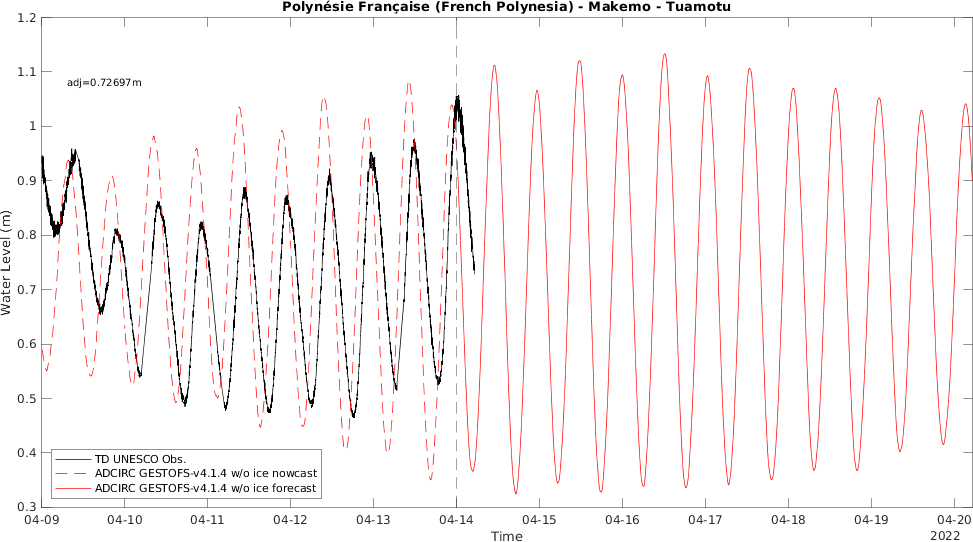 Polynésie Française (French Polynesia) - Makemo - Tuamotu
1.2
1.1
1
0.9
0.8
0.7
0.6
0.5
0.4
0.3
Water Level (m)
adj=0.72697m
TD UNESCO Obs.
ADCIRC GESTOFS-v4.1.4 w/o ice nowcast
ADCIRC GESTOFS-v4.1.4 w/o ice forecast
04-09 04-10 04-11 04-12 04-13 04-14 04-15 04-16 04-17 04-18 04-19 04-20
Time
2022